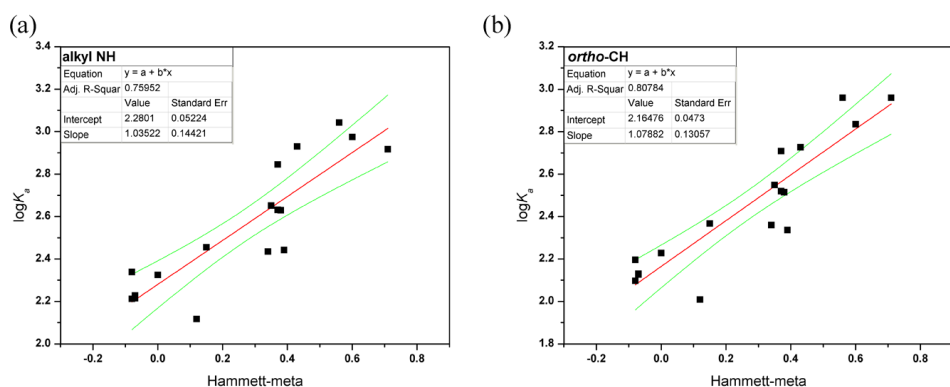 (a)
3.4
3.2
3.0
2.8
2.6
2.4
2.2
2.0
logKa
alkyl NH
Equation y = a + b*x
Adj. R-Squar 0.75952
Value Standard Err
Intercept 2.2801 0.05224
Slope 1.03522 0.14421
-0.2 0.0 0.2 0.4 0.6 0.8
Hammett-meta
(b)
3.2
3.0
2.8
2.6
2.4
2.2
2.0
1.8
logKa
ortho-CH
Equation y = a + b*x
Adj. R-Squar 0.80784
Value Standard Err
Intercept 2.16476 0.0473
Slope 1.07882 0.13057
-0.2 0.0 0.2 0.4 0.6 0.8
Hammett-meta